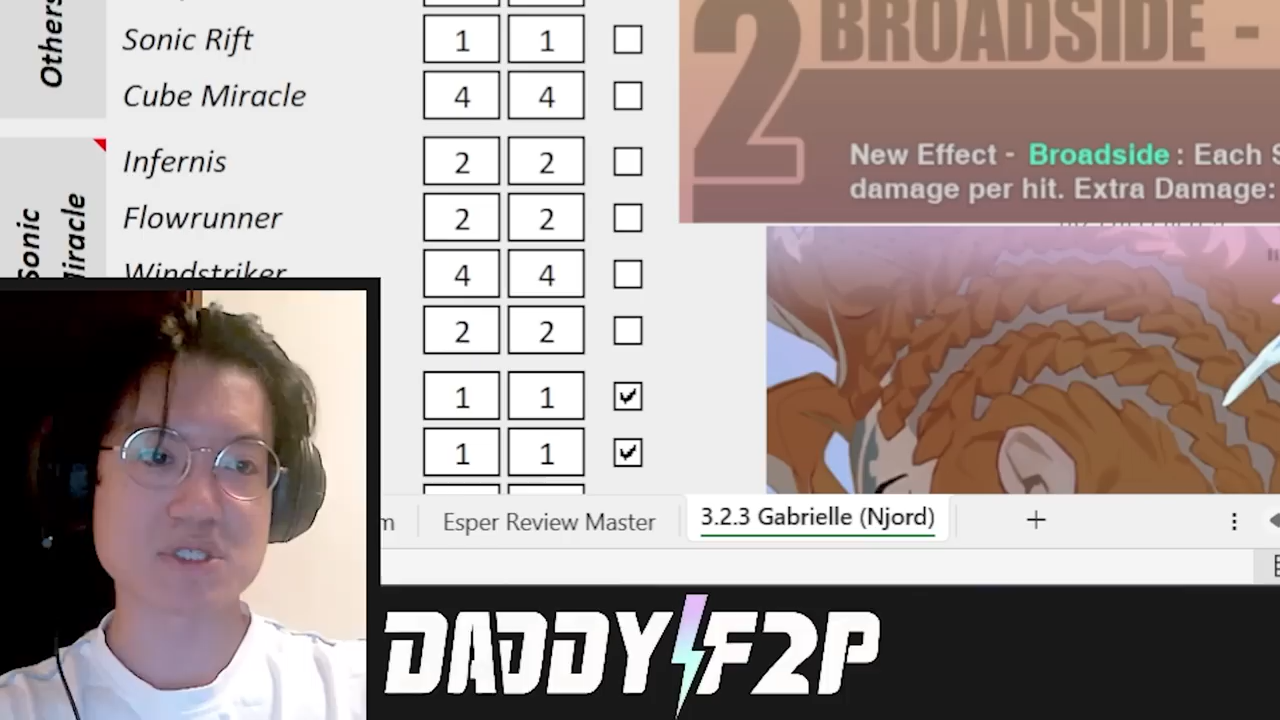 Others
Sonic Rift 1 1
Cube Miracle 4 4
Sonic
Miracle
Infernis 2 2
Flowrunner 2 2
Windstriker 4 4
2 2
1 1
1 1
2 BROADSIDE -
New Effect - Broadside : Each
damage per hit. Extra Damage:
Esper Review Master 3.2.3 Gabrielle (Njord) +
DADDY F2P